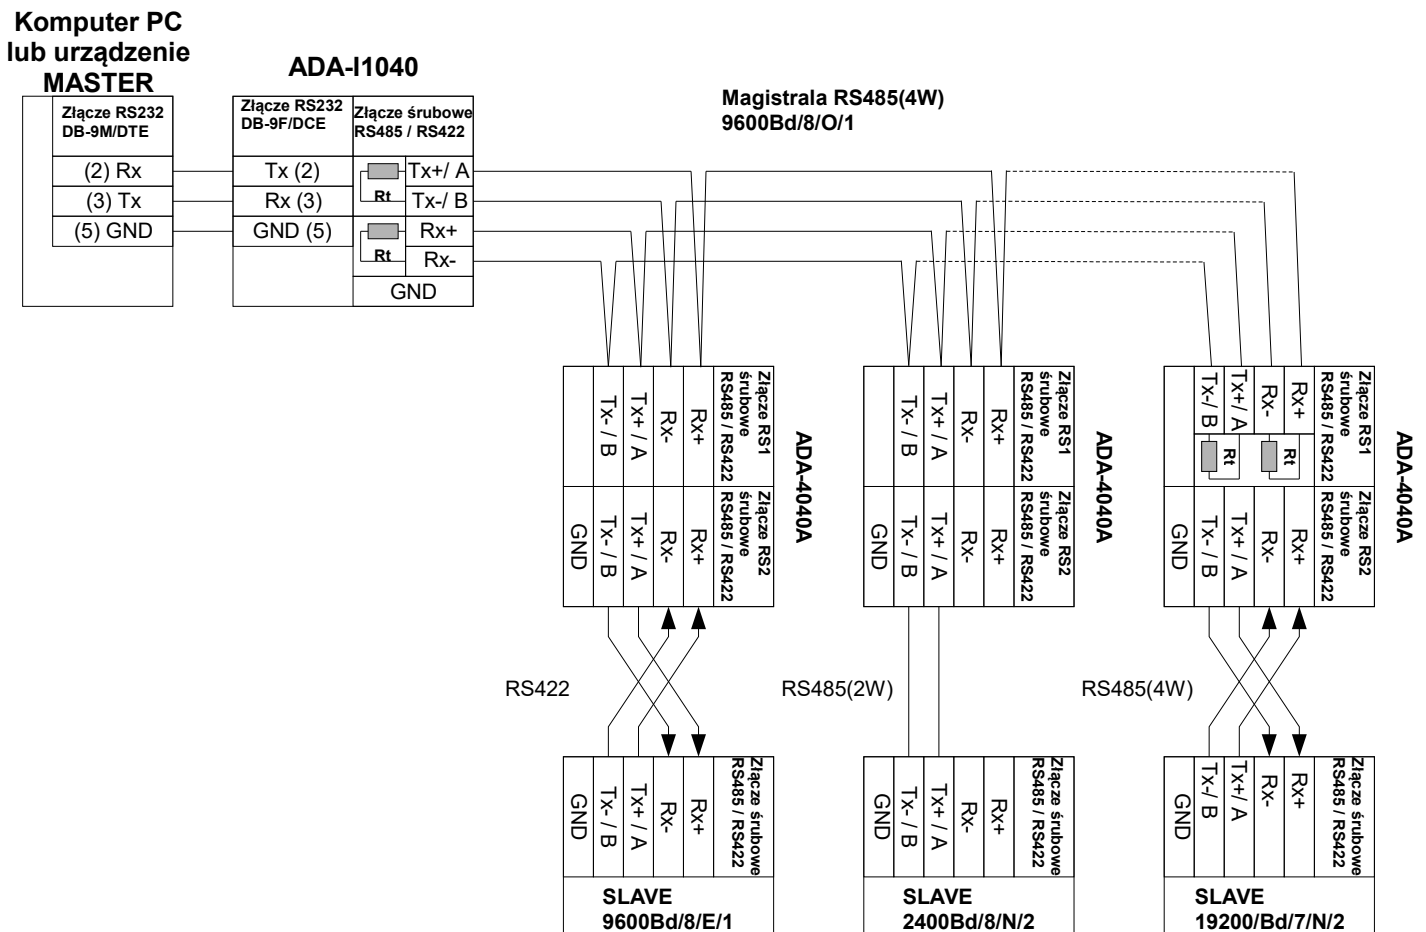 Komputer PC
lub urządzenie
MASTER
ADA-I1040
Magistrala RS485(4W)
9600Bd/8/O/1
Złącze RS232
DB-9M/DTE
(2) Rx
(3) Tx
(5) GND
Złącze RS232
DB-9F/DCE
Tx (2)
Rx (3)
GND (5)
Złącze śrubowe
RS485 / RS422
Rt
Tx+/ A
Tx-/ B
Rt
Rx+
Rx-
GND
Tx- / B
Tx+ / A
Rx-
Rx+
Złącze RS1
śrubowe
RS485 / RS422
GND
Tx- / B
Tx+ / A
Rx-
Rx+
Złącze RS2
śrubowe
RS485 / RS422
ADA-4040A
Tx- / B
Tx+ / A
Rx-
Rx+
Złącze RS1
śrubowe
RS485 / RS422
GND
Tx- / B
Tx+ / A
Rx-
Rx+
Złącze RS2
śrubowe
RS485 / RS422
ADA-4040A
Tx-/ B
Tx+/ A
Rx-
Rx+
Rt
Rt
Złącze RS1
śrubowe
RS485 / RS422
GND
Tx- / B
Tx+ / A
Rx-
Rx+
Złącze RS2
śrubowe
RS485 / RS422
ADA-4040A
RS422
RS485(2W)
RS485(4W)
GND
Tx- / B
Tx+ / A
Rx-
Rx+
Złącze śrubowe
RS485 / RS422
SLAVE
9600Bd/8/E/1
GND
Tx- / B
Tx+ / A
Rx-
Rx+
Złącze śrubowe
RS485 / RS422
SLAVE
2400Bd/8/N/2
GND
Tx-/ B
Tx+/ A
Rx-
Rx+
Złącze śrubowe
RS485 / RS422
SLAVE
19200/Bd/7/N/2